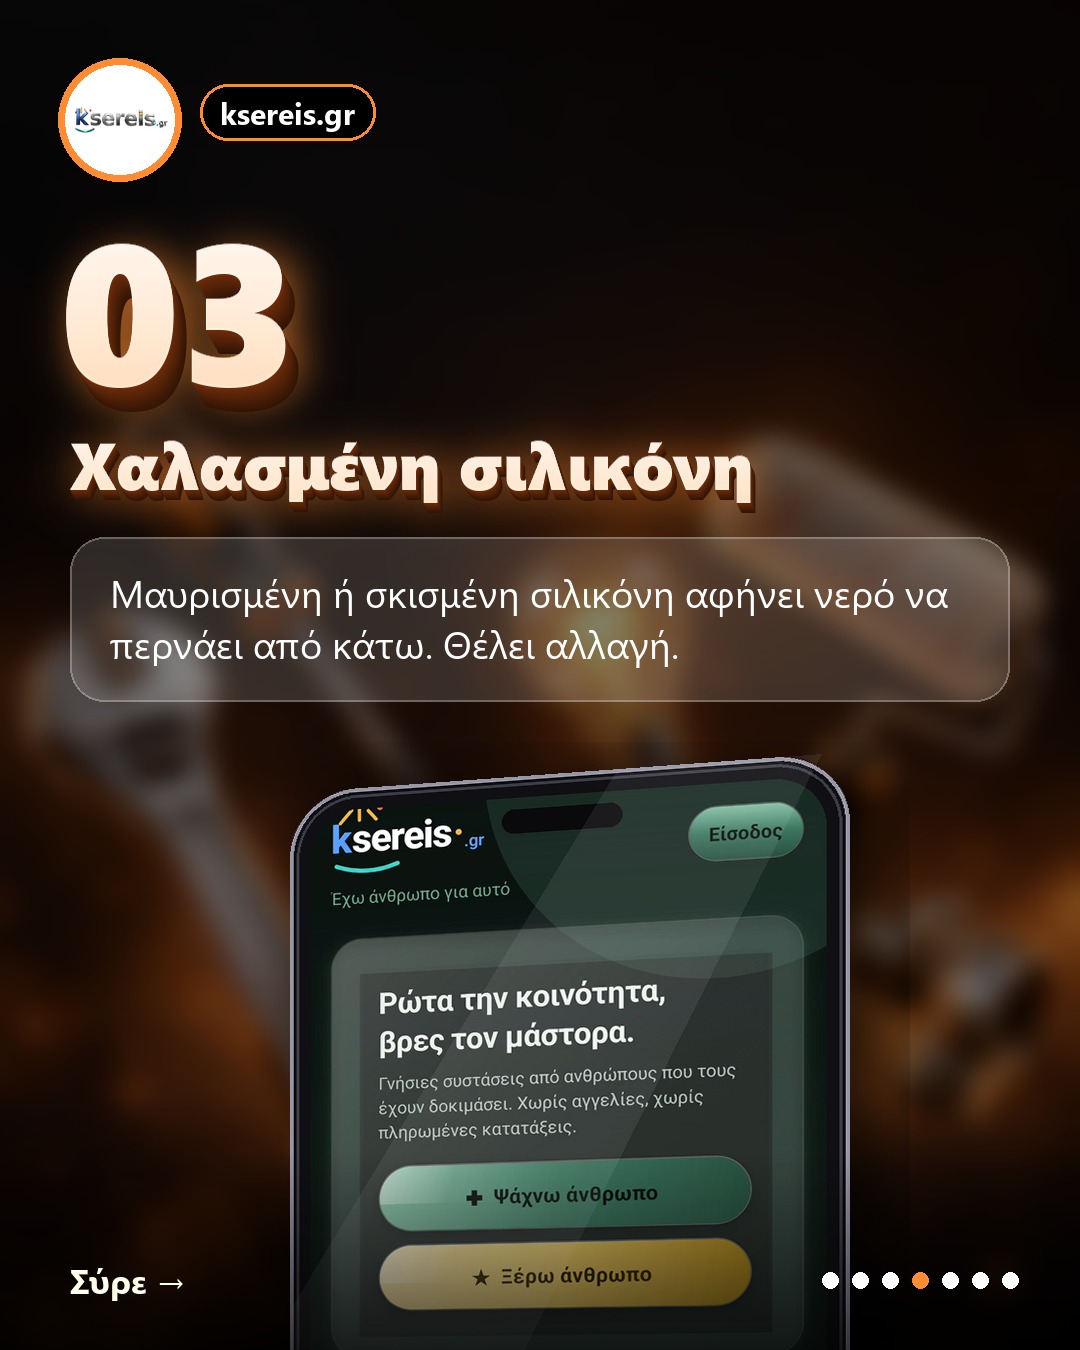 ksereis.gr
ksereis.gr
03
Χαλασμένη σιλικόνη
Μαυρισμένη ή σκισμένη σιλικόνη αφήνει νερό να
περνάει από κάτω. Θέλει αλλαγή.
ksereis.gr
Είσοδος
Έχω άνθρωπο για αυτό
Ρώτα την κοινότητα,
βρες τον μάστορα.
Γνήσιες συστάσεις από ανθρώπους που τους
έχουν δοκιμάσει. Χωρίς αγγελίες, χωρίς
πληρωμένες κατατάξεις.
✚ Ψάχνω άνθρωπο
★ Ξέρω άνθρωπο
Σύρε →